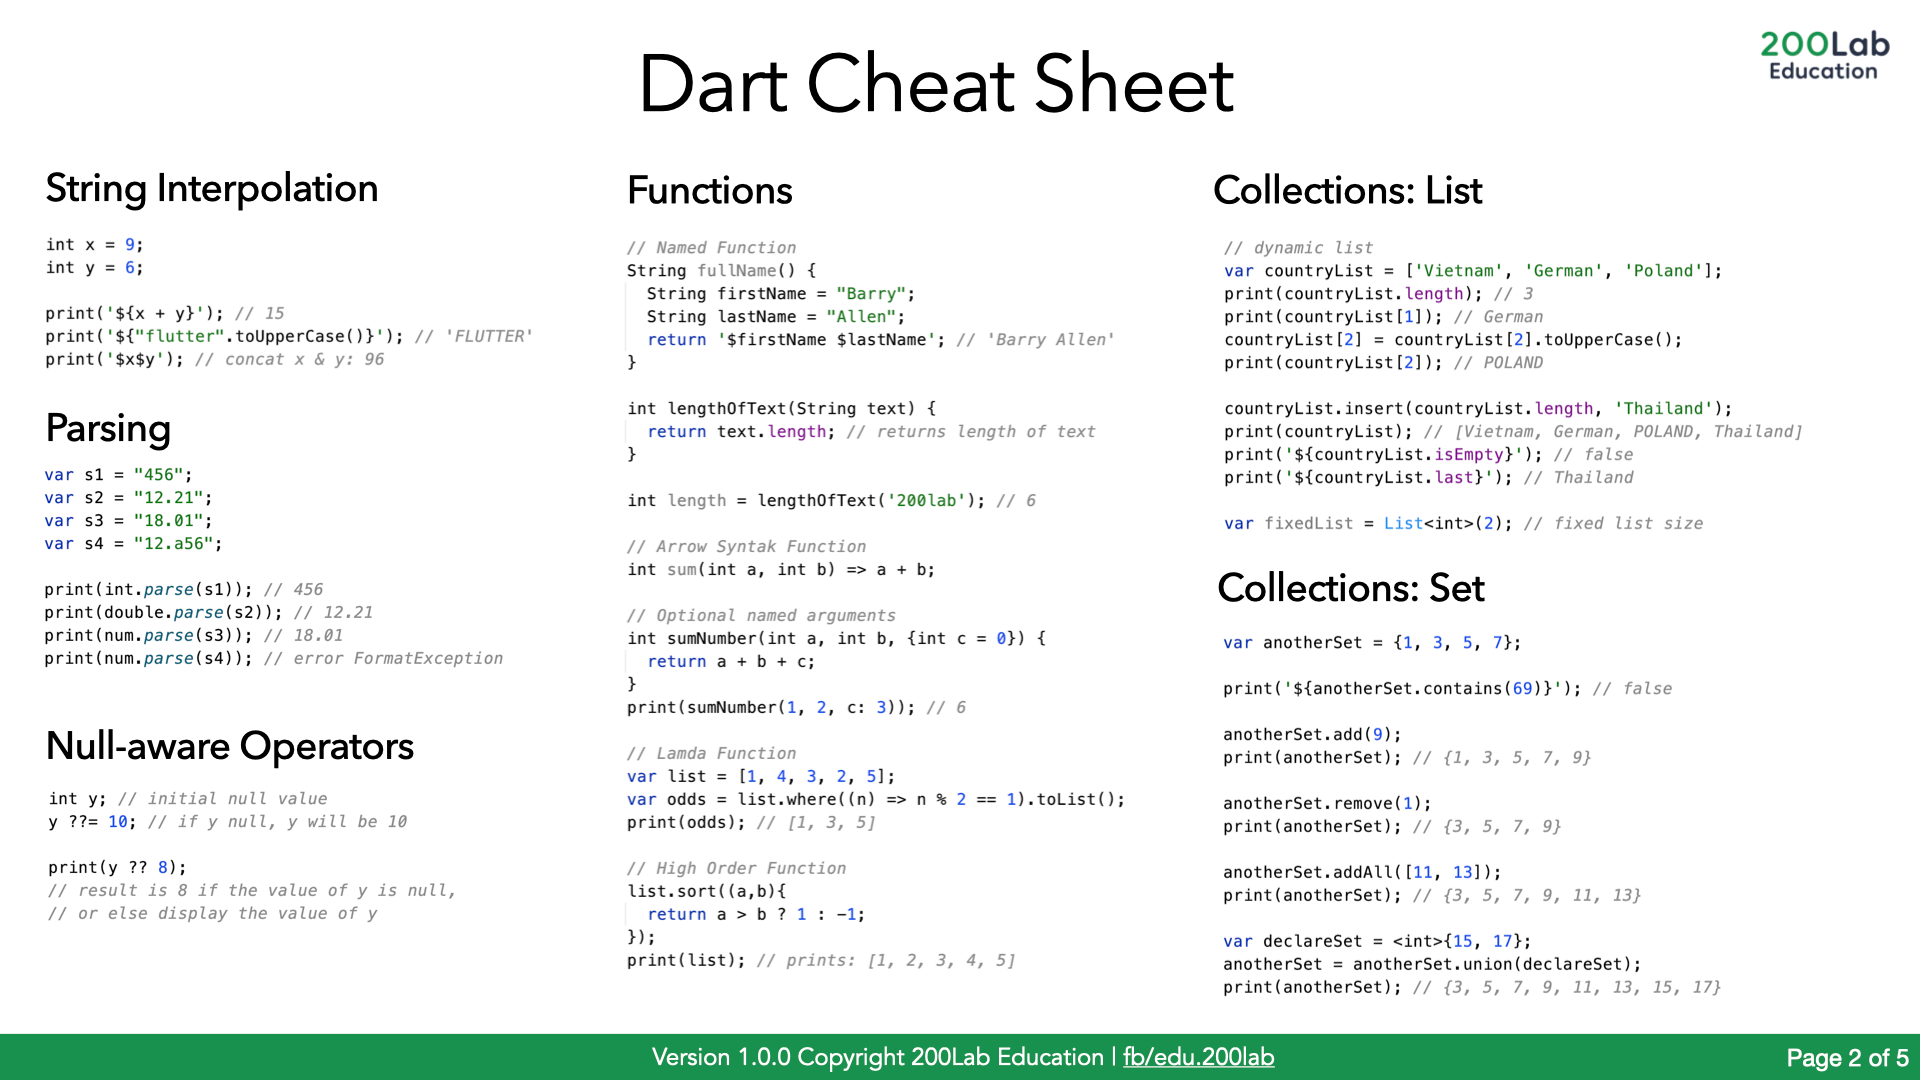 200Lab
Education
Dart Cheat Sheet
String Interpolation
int x = 9;
int y = 6;
print('${x + y}'); // 15
print('${"flutter".toUpperCase()}'); // 'FLUTTER'
print('$x$y'); // concat x & y: 96
Parsing
var s1 = "456";
var s2 = "12.21";
var s3 = "18.01";
var s4 = "12.a56";
print(int.parse(s1)); // 456
print(double.parse(s2)); // 12.21
print(num.parse(s3)); // 18.01
print(num.parse(s4)); // error FormatException
Null-aware Operators
int y; // initial null value
y ??= 10; // if y null, y will be 10
print(y ?? 8);
// result is 8 if the value of y is null,
// or else display the value of y
Functions
// Named Function
String fullName() {
  String firstName = "Barry";
  String lastName = "Allen";
  return '$firstName $lastName'; // 'Barry Allen'
}
int lengthOfText(String text) {
  return text.length; // returns length of text
}
int length = lengthOfText('200lab'); // 6
// Arrow Syntak Function
int sum(int a, int b) => a + b;
// Optional named arguments
int sumNumber(int a, int b, {int c = 0}) {
  return a + b + c;
}
print(sumNumber(1, 2, c: 3)); // 6
// Lamda Function
var list = [1, 4, 3, 2, 5];
var odds = list.where((n) => n % 2 == 1).toList();
print(odds); // [1, 3, 5]
// High Order Function
list.sort((a,b){
  return a > b ? 1 : -1;
});
print(list); // prints: [1, 2, 3, 4, 5]
Collections: List
// dynamic list
var countryList = ['Vietnam', 'German', 'Poland'];
print(countryList.length); // 3
print(countryList[1]); // German
countryList[2] = countryList[2].toUpperCase();
print(countryList[2]); // POLAND
countryList.insert(countryList.length, 'Thailand');
print(countryList); // [Vietnam, German, POLAND, Thailand]
print('${countryList.isEmpty}'); // false
print('${countryList.last}'); // Thailand
var fixedList = List<int>(2); // fixed list size
Collections: Set
var anotherSet = {1, 3, 5, 7};
print('${anotherSet.contains(69)}'); // false
anotherSet.add(9);
print(anotherSet); // {1, 3, 5, 7, 9}
anotherSet.remove(1);
print(anotherSet); // {3, 5, 7, 9}
anotherSet.addAll([11, 13]);
print(anotherSet); // {3, 5, 7, 9, 11, 13}
var declareSet = <int>{15, 17};
anotherSet = anotherSet.union(declareSet);
print(anotherSet); // {3, 5, 7, 9, 11, 13, 15, 17}
Version 1.0.0 Copyright 200Lab Education | fb/edu.200lab
Page 2 of 5